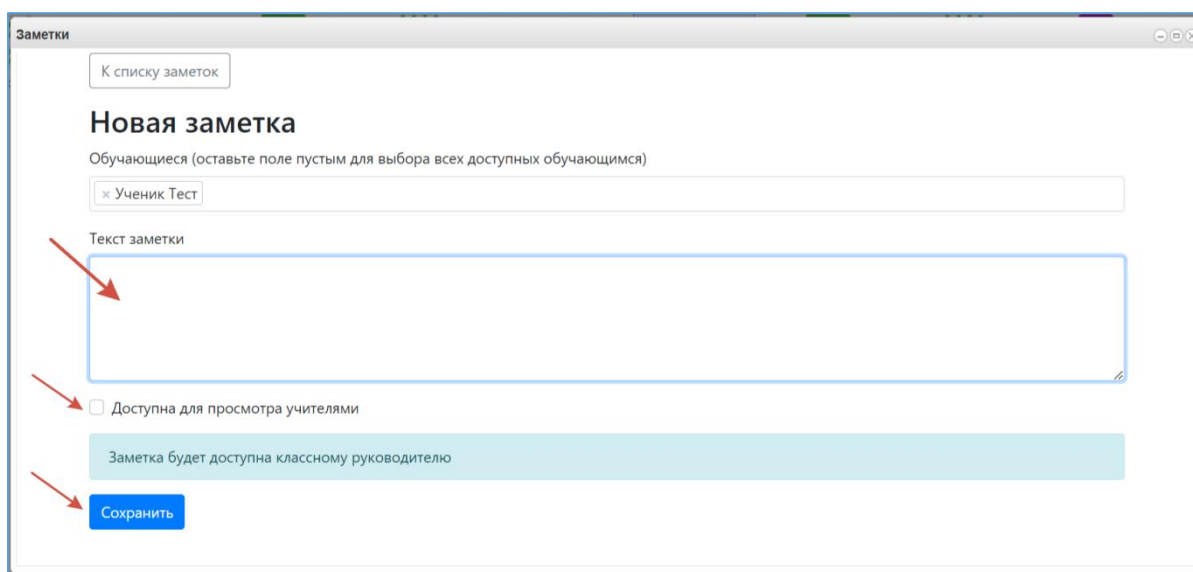 Заметки
К списку заметок
Новая заметка
Обучающиеся (оставьте поле пустым для выбора всех доступных обучающимся)
× Ученик Тест
Текст заметки
Доступна для просмотра учителями
Заметка будет доступна классному руководителю
Сохранить